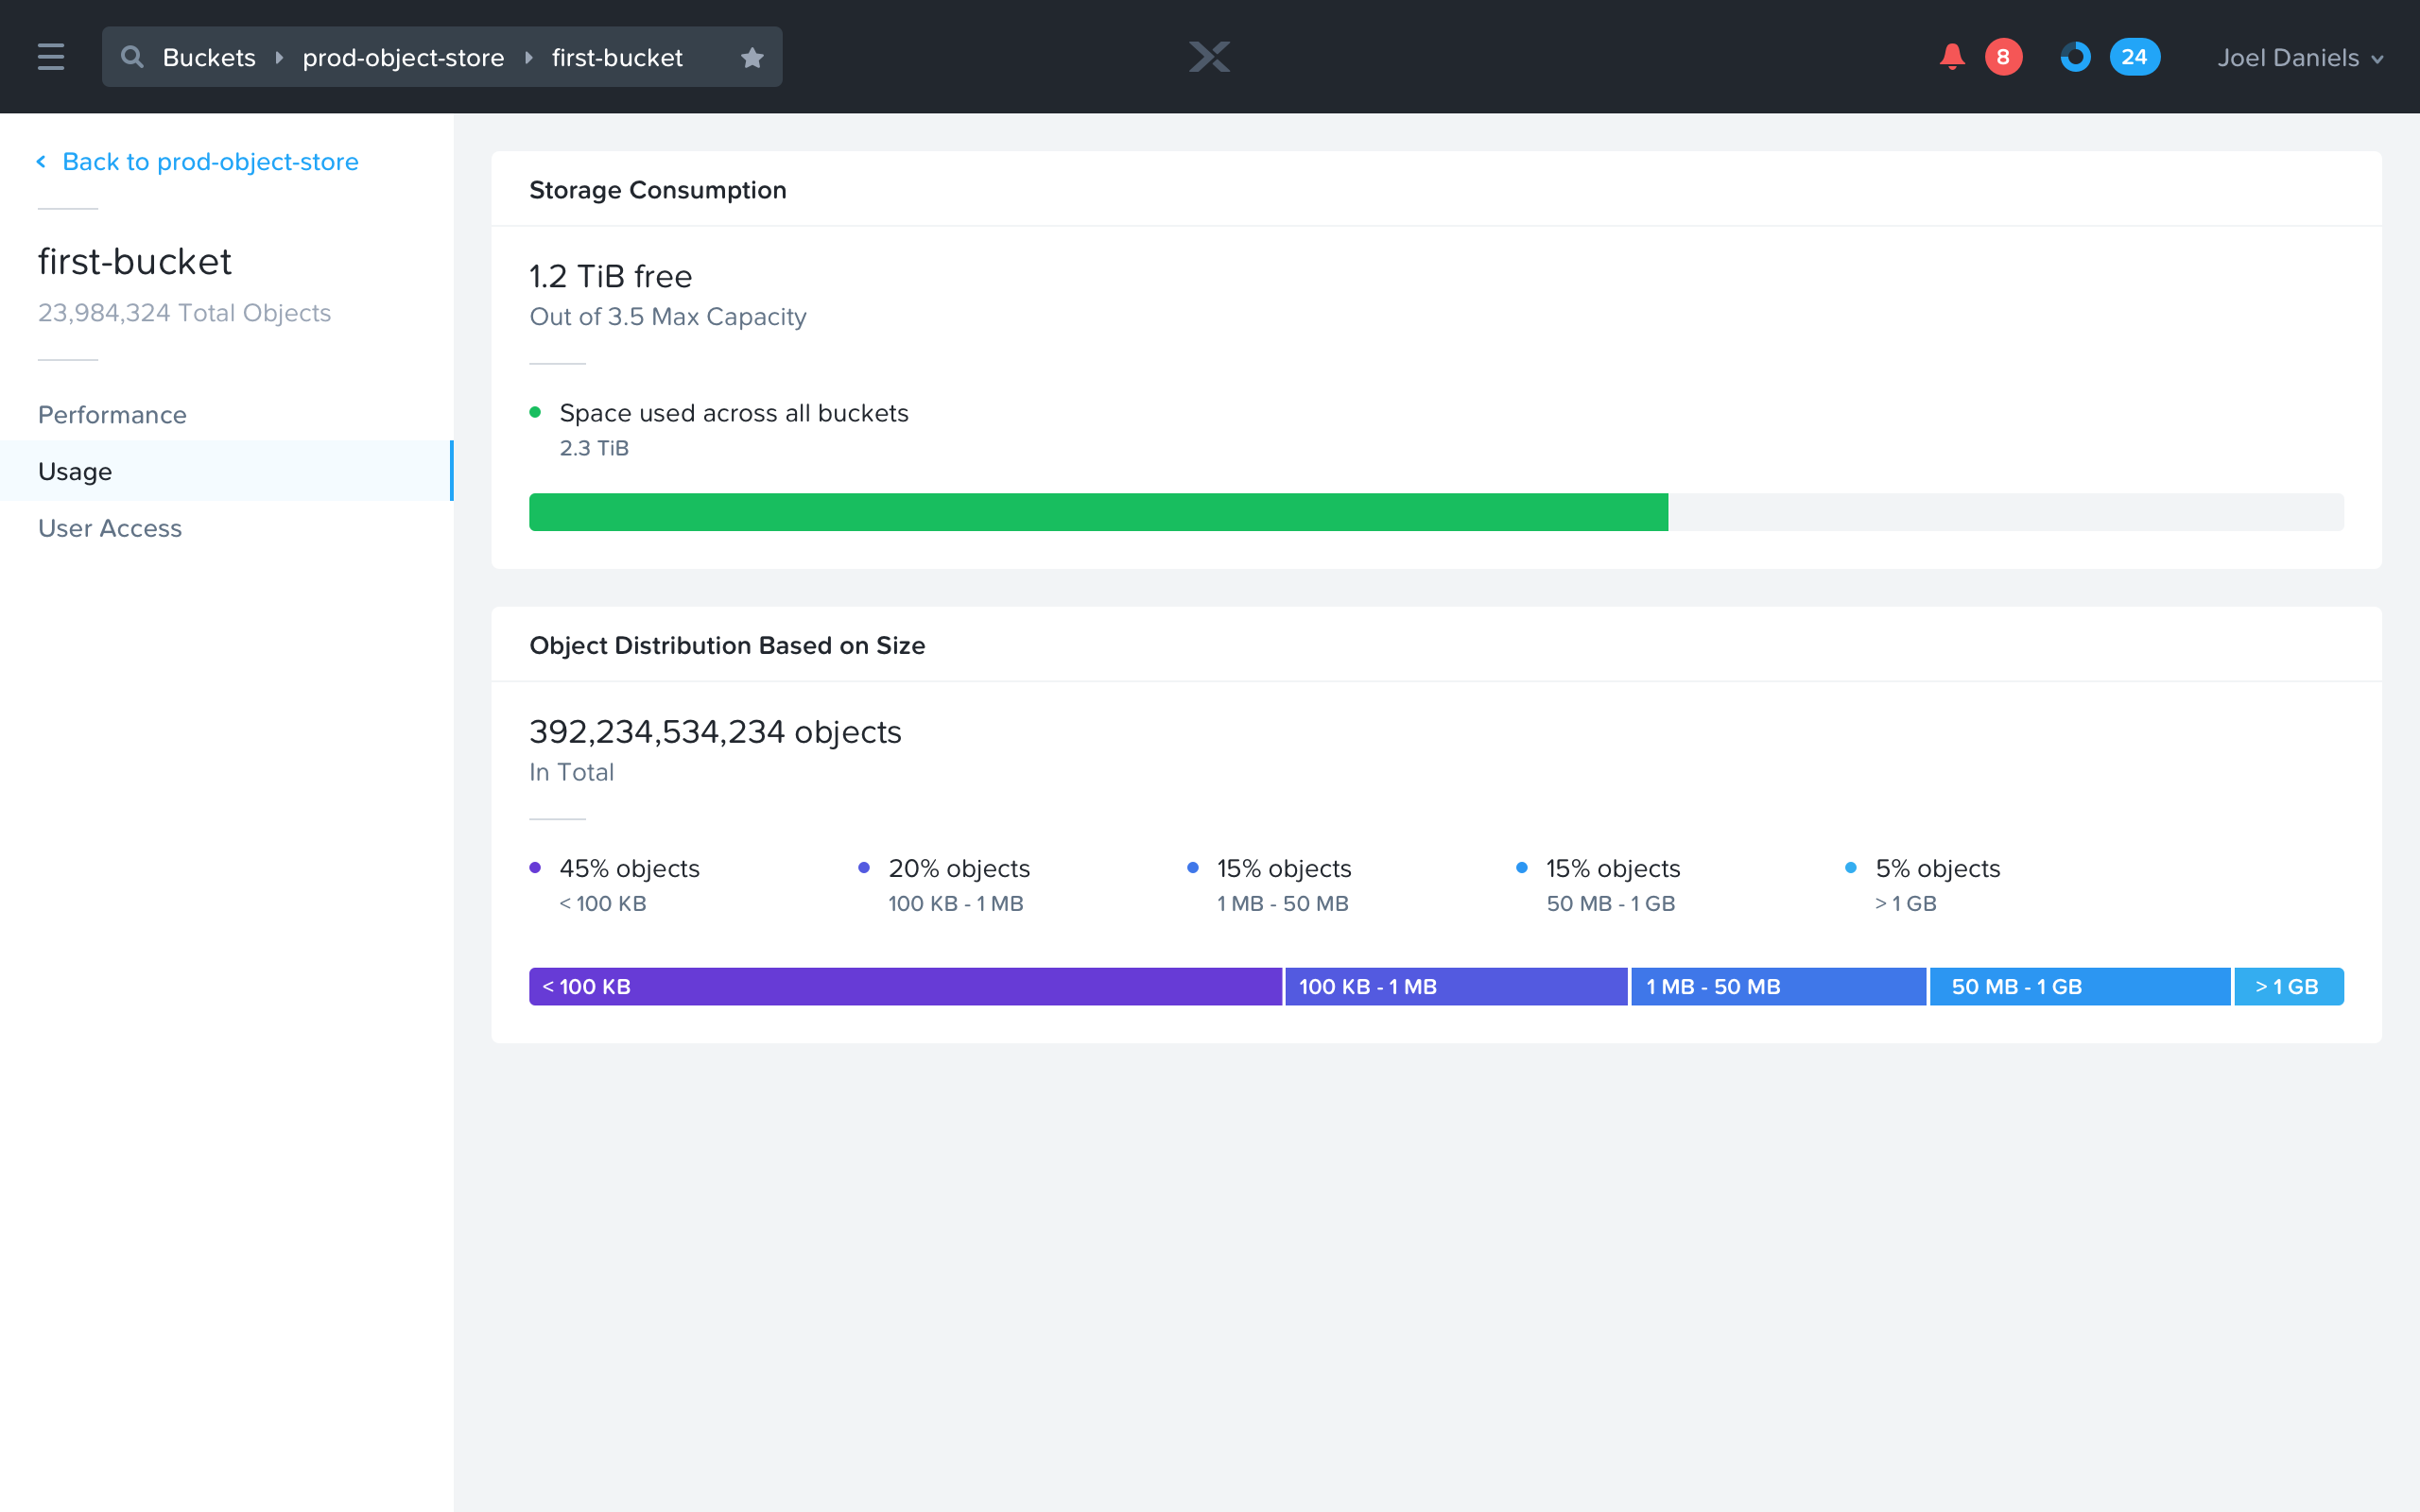 Buckets prod-object-store first-bucket
8
24
Joel Daniels
Back to prod-object-store
first-bucket
23,984,324 Total Objects
Performance
Usage
User Access
Storage Consumption
1.2 TiB free
Out of 3.5 Max Capacity
Space used across all buckets
2.3 TiB
Object Distribution Based on Size
392,234,534,234 objects
In Total
45% objects
< 100 KB
20% objects
100 KB - 1 MB
15% objects
1 MB - 50 MB
15% objects
50 MB - 1 GB
5% objects
> 1 GB
< 100 KB
100 KB - 1 MB
1 MB - 50 MB
50 MB - 1 GB
> 1 GB